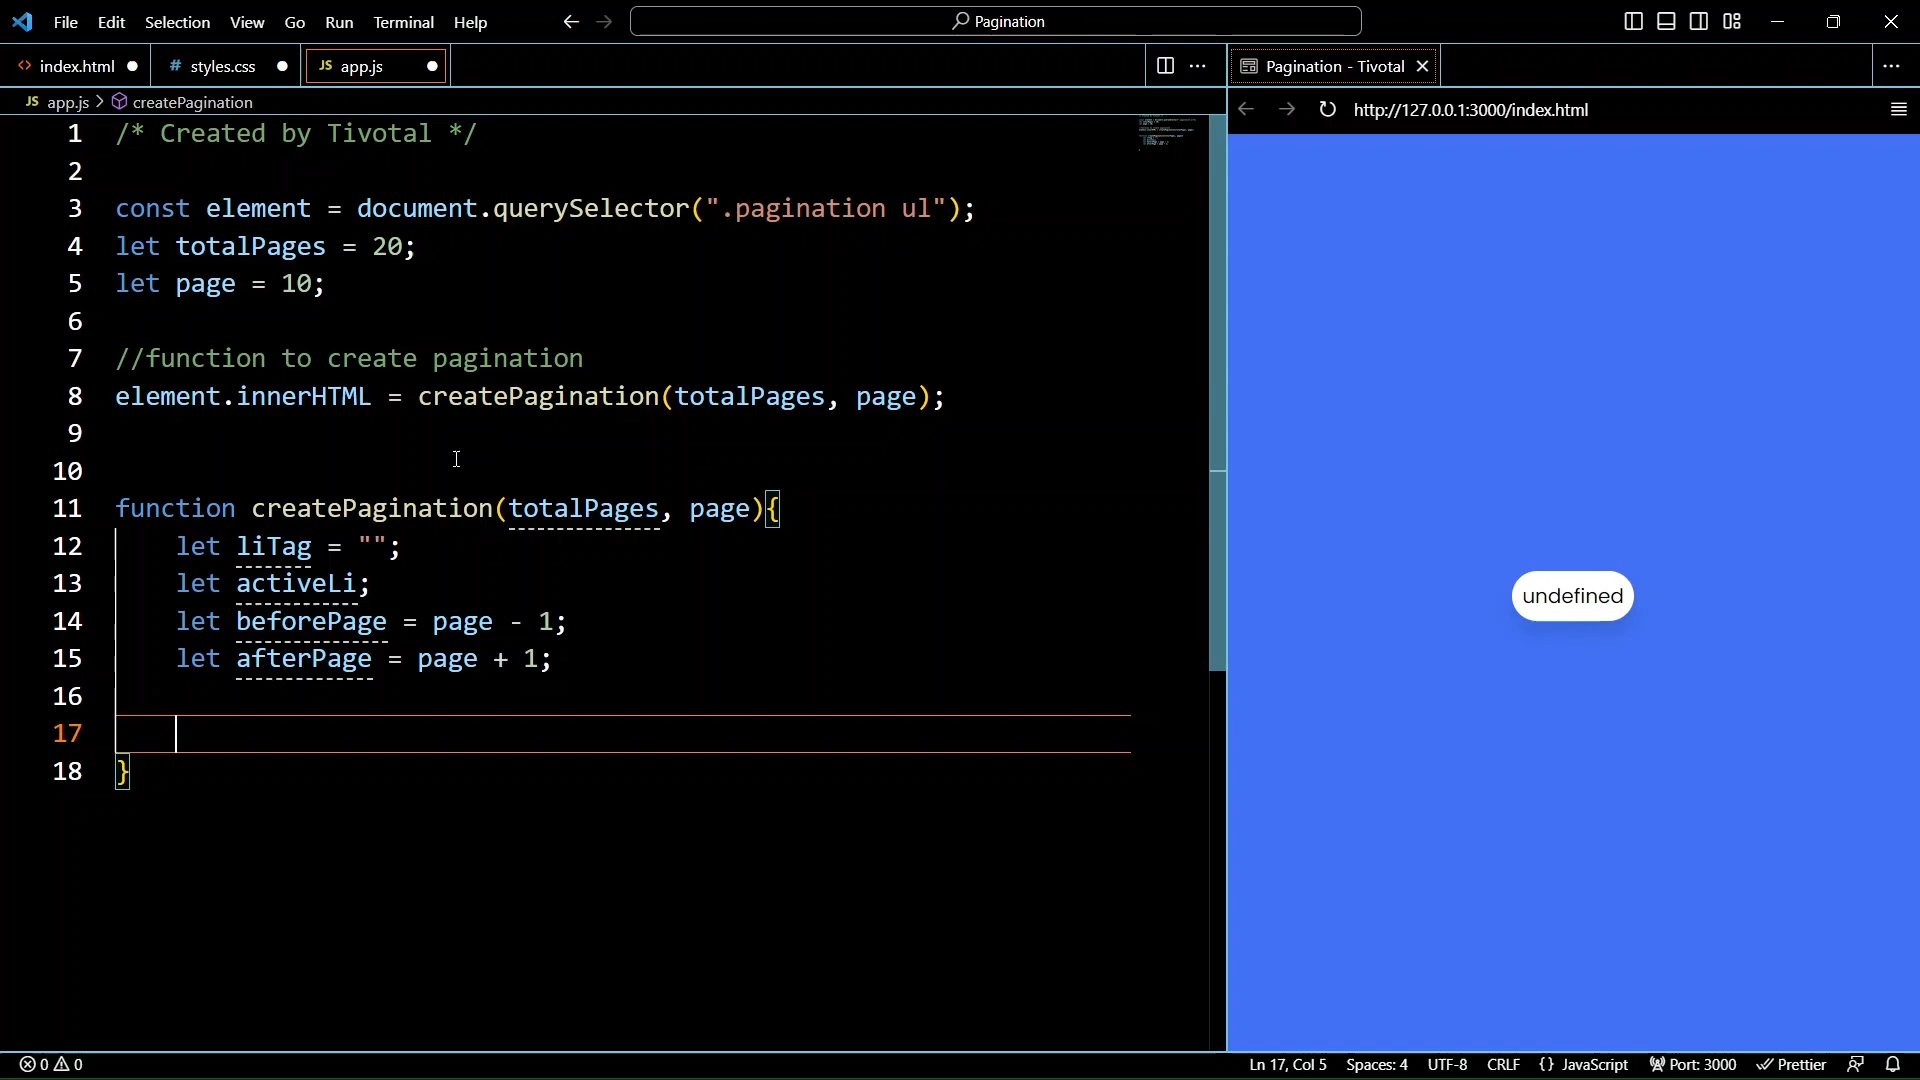 File Edit Selection View Go Run Terminal Help
Pagination
index.html
# styles.css
JS app.js
Pagination - Tivotal
JS app.js > createPagination
http://127.0.0.1:3000/index.html
1 /* Created by Tivotal */
2
3 const element = document.querySelector(".pagination ul");
4 let totalPages = 20;
5 let page = 10;
6
7 //function to create pagination
8 element.innerHTML = createPagination(totalPages, page);
9
10
11 function createPagination(totalPages, page){
12 let liTag = "";
13 let activeLi;
14 let beforePage = page - 1;
15 let afterPage = page + 1;
16
17
18 }
undefined
0 0
Ln 17, Col 5 Spaces: 4 UTF-8 CRLF {} JavaScript Port: 3000 Prettier